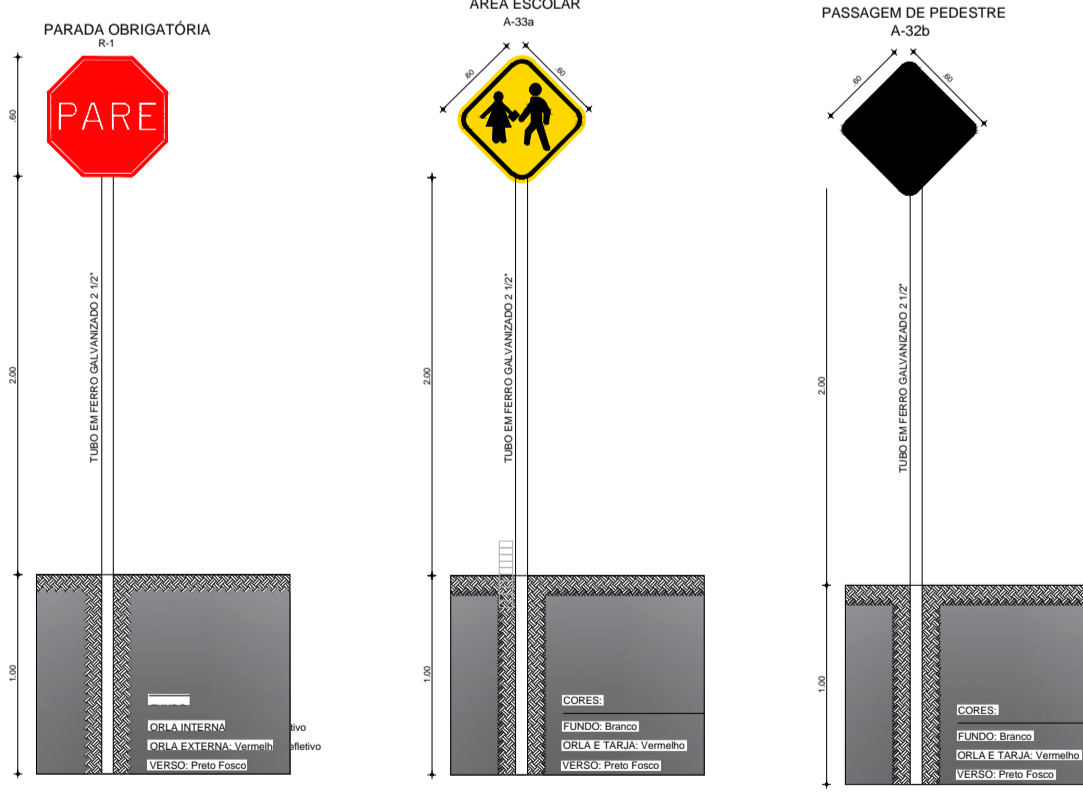 PARADA OBRIGATÓRIA
R-1
.60
PARE
2.00
TUBO EM FERRO GALVANIZADO 2 1/2"
1.00
ORLA INTERNA tivo
ORLA EXTERNA: Vermelh efletivo
VERSO: Preto Fosco
ÁREA ESCOLAR
A-33a
.60
.60
2.00
TUBO EM FERRO GALVANIZADO 2 1/2"
1.00
CORES:
FUNDO: Branco
ORLA E TARJA: Vermelho
VERSO: Preto Fosco
PASSAGEM DE PEDESTRE
A-32b
.60
.60
2.00
TUBO EM FERRO GALVANIZADO 2 1/2"
1.00
CORES:
FUNDO: Branco
ORLA E TARJA: Vermelho
VERSO: Preto Fosco